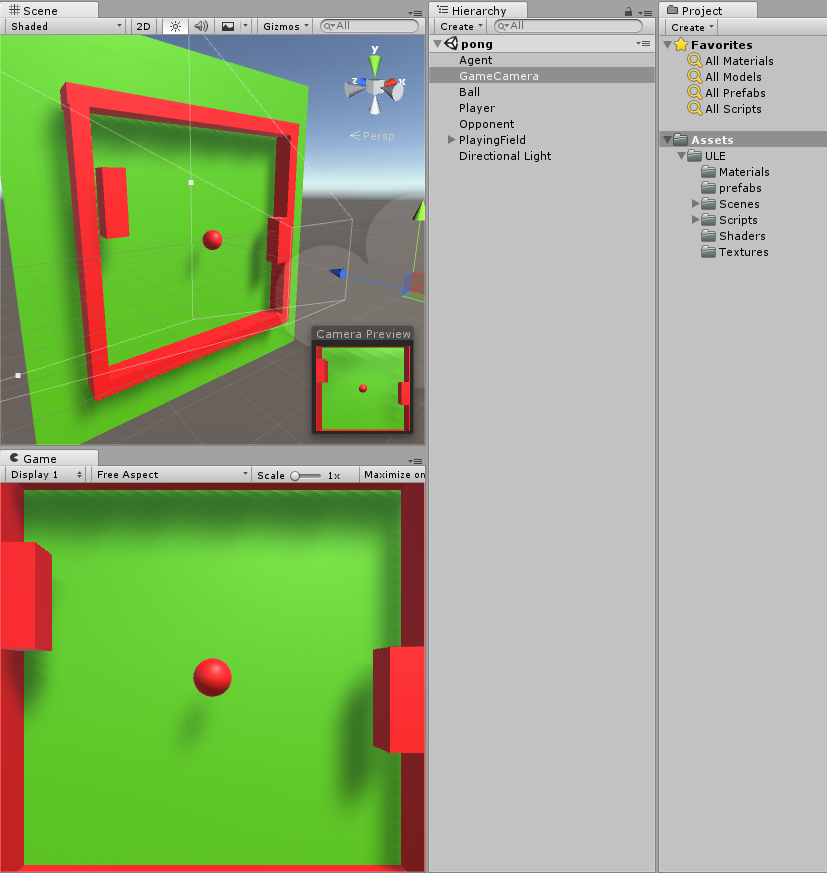 Scene
Shaded 2D Gizmos All
y
z x
Persp
Camera Preview
Game
Display 1 Free Aspect Scale 1x Maximize on
Hierarchy
Create All
pong
Agent
GameCamera
Ball
Player
Opponent
PlayingField
Directional Light
Project
Create
Favorites
All Materials
All Models
All Prefabs
All Scripts
Assets
ULE
Materials
prefabs
Scenes
Scripts
Shaders
Textures